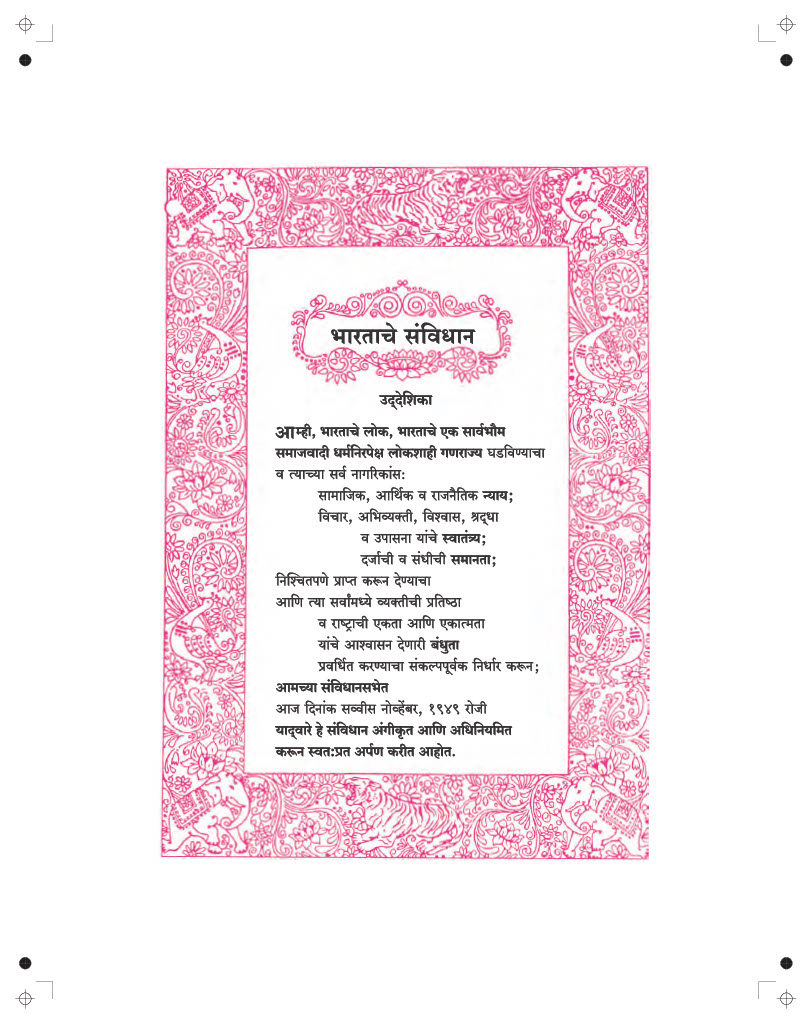 भारताचे संविधान
उद्‌देशिका
आम्ही, भारताचे लोक, भारताचे एक सार्वभौम
समाजवादी धर्मनिरपेक्ष लोकशाही गणराज्य घडविण्याचा
व त्याच्या सर्व नागरिकांस:
सामाजिक, आर्थिक व राजनैतिक न्याय;
विचार, अभिव्यक्ती, विश्वास, श्रद्‌धा
व उपासना यांचे स्वातंत्र्य;
दर्जाची व संधीची समानता;
निश्चितपणे प्राप्त करून देण्याचा
आणि त्या सर्वांमध्ये व्यक्तीची प्रतिष्ठा
व राष्ट्राची एकता आणि एकात्मता
यांचे आश्वासन देणारी बंधुता
प्रवर्धित करण्याचा संकल्पपूर्वक निर्धार करून;
आमच्या संविधानसभेत
आज दिनांक सव्वीस नोव्हेंबर, १९४९ रोजी
याद्‌वारे हे संविधान अंगीकृत आणि अधिनियमित
करून स्वत:प्रत अर्पण करीत आहोत.